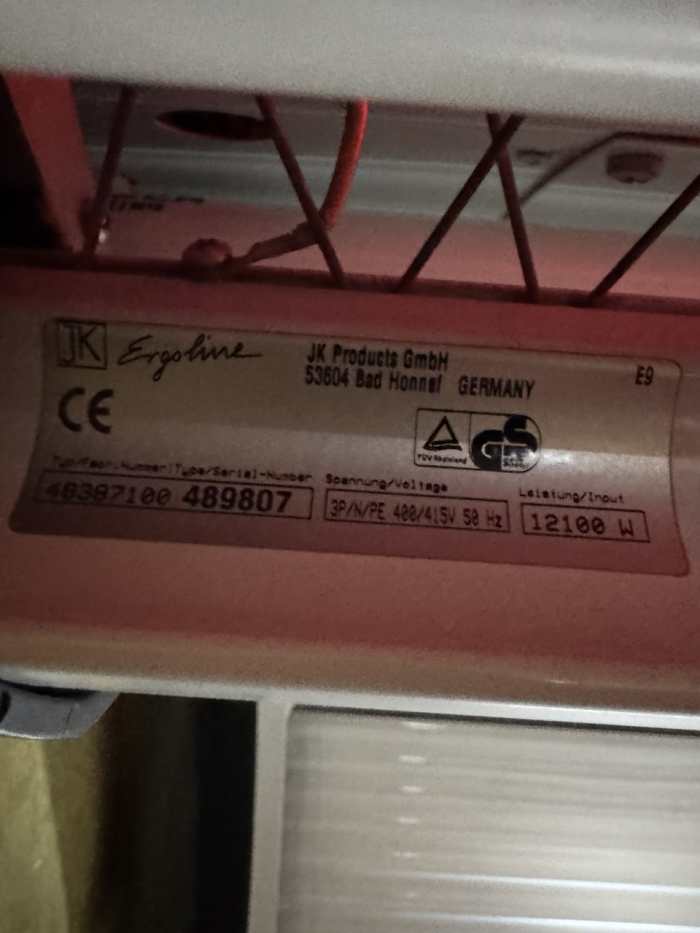 JK Ergoline
JK Products GmbH
53604 Bad Honnef GERMANY
E9
CE
TÜV Rheinland
GS
Typ/Fabr.Nummer|Type/Serial-Number
48387100 489807
Spannung/Voltage
3P/N/PE 400/415V 50 Hz
Leistung/Input
12100 W